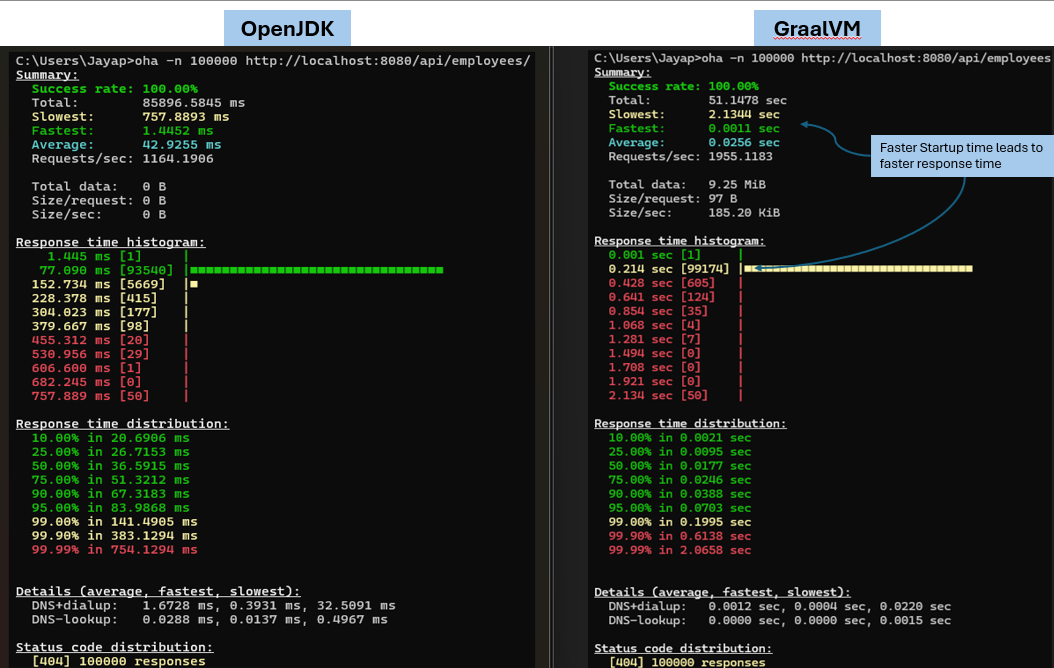 OpenJDK
C:\Users\Jayap>oha -n 100000 http://localhost:8080/api/employees/
Summary:
Success rate: 100.00%
Total: 85896.5845 ms
Slowest: 757.8893 ms
Fastest: 1.4452 ms
Average: 42.9255 ms
Requests/sec: 1164.1906
Total data: 0 B
Size/request: 0 B
Size/sec: 0 B
Response time histogram:
1.445 ms [1] |
77.090 ms [93540] |■■■■■■■■■■■■■■■■■■■■■■■■■■■■■■■■
152.734 ms [5669] |■
228.378 ms [415] |
304.023 ms [177] |
379.667 ms [98] |
455.312 ms [20] |
530.956 ms [29] |
606.600 ms [1] |
682.245 ms [0] |
757.889 ms [50] |
Response time distribution:
10.00% in 20.6906 ms
25.00% in 26.7153 ms
50.00% in 36.5915 ms
75.00% in 51.3212 ms
90.00% in 67.3183 ms
95.00% in 83.9868 ms
99.00% in 141.4905 ms
99.90% in 383.1294 ms
99.99% in 754.1294 ms
Details (average, fastest, slowest):
DNS+dialup: 1.6728 ms, 0.3931 ms, 32.5091 ms
DNS-lookup: 0.0288 ms, 0.0137 ms, 0.4967 ms
Status code distribution:
[404] 100000 responses
GraalVM
C:\Users\Jayap>oha -n 100000 http://localhost:8080/api/employees
Summary:
Success rate: 100.00%
Total: 51.1478 sec
Slowest: 2.1344 sec
Fastest: 0.0011 sec
Average: 0.0256 sec
Requests/sec: 1955.1183
Faster Startup time leads to
faster response time
Total data: 9.25 MiB
Size/request: 97 B
Size/sec: 185.20 KiB
Response time histogram:
0.001 sec [1] |
0.214 sec [99174] |■■■■■■■■■■■■■■■■■■■■■■■■■■■■■■■■
0.428 sec [605] |
0.641 sec [124] |
0.854 sec [35] |
1.068 sec [4] |
1.281 sec [7] |
1.494 sec [0] |
1.708 sec [0] |
1.921 sec [0] |
2.134 sec [50] |
Response time distribution:
10.00% in 0.0021 sec
25.00% in 0.0095 sec
50.00% in 0.0177 sec
75.00% in 0.0246 sec
90.00% in 0.0388 sec
95.00% in 0.0703 sec
99.00% in 0.1995 sec
99.90% in 0.6138 sec
99.99% in 2.0658 sec
Details (average, fastest, slowest):
DNS+dialup: 0.0012 sec, 0.0004 sec, 0.0220 sec
DNS-lookup: 0.0000 sec, 0.0000 sec, 0.0015 sec
Status code distribution:
[404] 100000 responses